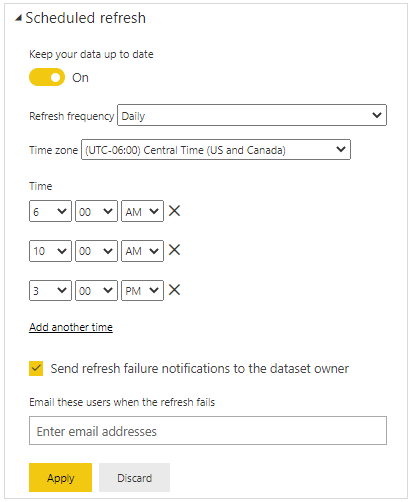 Scheduled refresh
Keep your data up to date
On
Refresh frequency Daily
Time zone (UTC-06:00) Central Time (US and Canada)
Time
6 00 AM
10 00 AM
3 00 PM
Add another time
Send refresh failure notifications to the dataset owner
Email these users when the refresh fails
Enter email addresses
Apply Discard